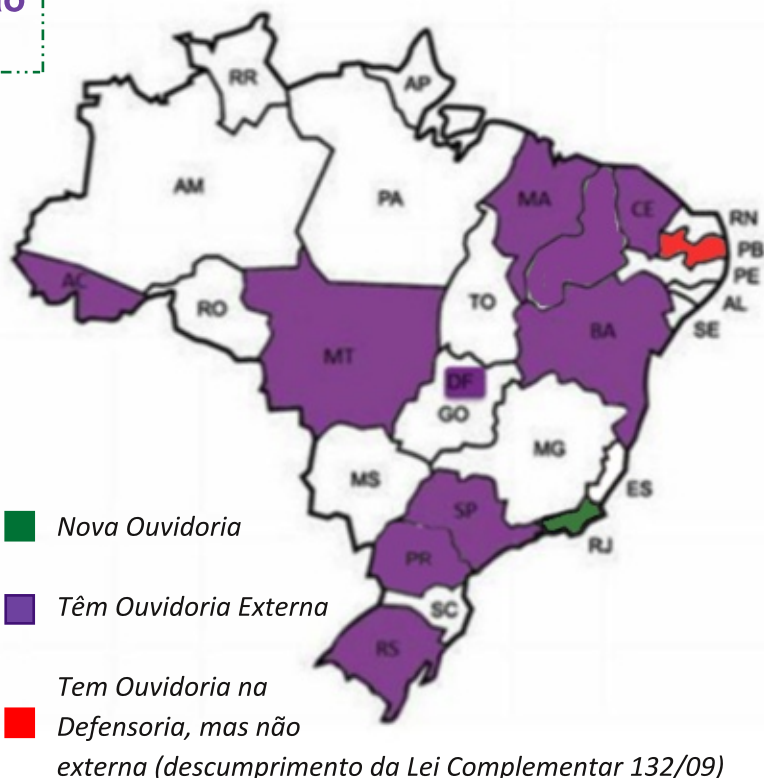 RR
AP
AM
PA
MA
CE
RN
PB
PE
AL
SE
AC
RO
TO
BA
MT
DF
GO
MG
MS
ES
SP
RJ
PR
SC
RS
Nova Ouvidoria
Têm Ouvidoria Externa
Tem Ouvidoria na
Defensoria, mas não
externa (descumprimento da Lei Complementar 132/09)